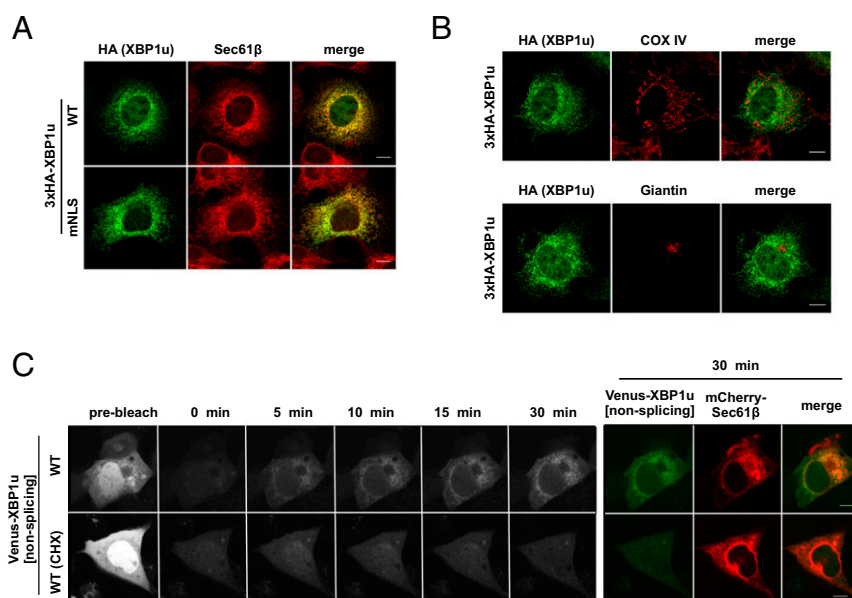 A
HA (XBP1u) Sec61β merge
3xHA-XBP1u
WT
mNLS
B
HA (XBP1u) COX IV merge
3xHA-XBP1u
HA (XBP1u) Giantin merge
3xHA-XBP1u
C
30 min
pre-bleach 0 min 5 min 10 min 15 min 30 min
Venus-XBP1u
[non-splicing]
mCherry-
Sec61β
merge
Venus-XBP1u
[non-splicing]
WT
WT (CHX)